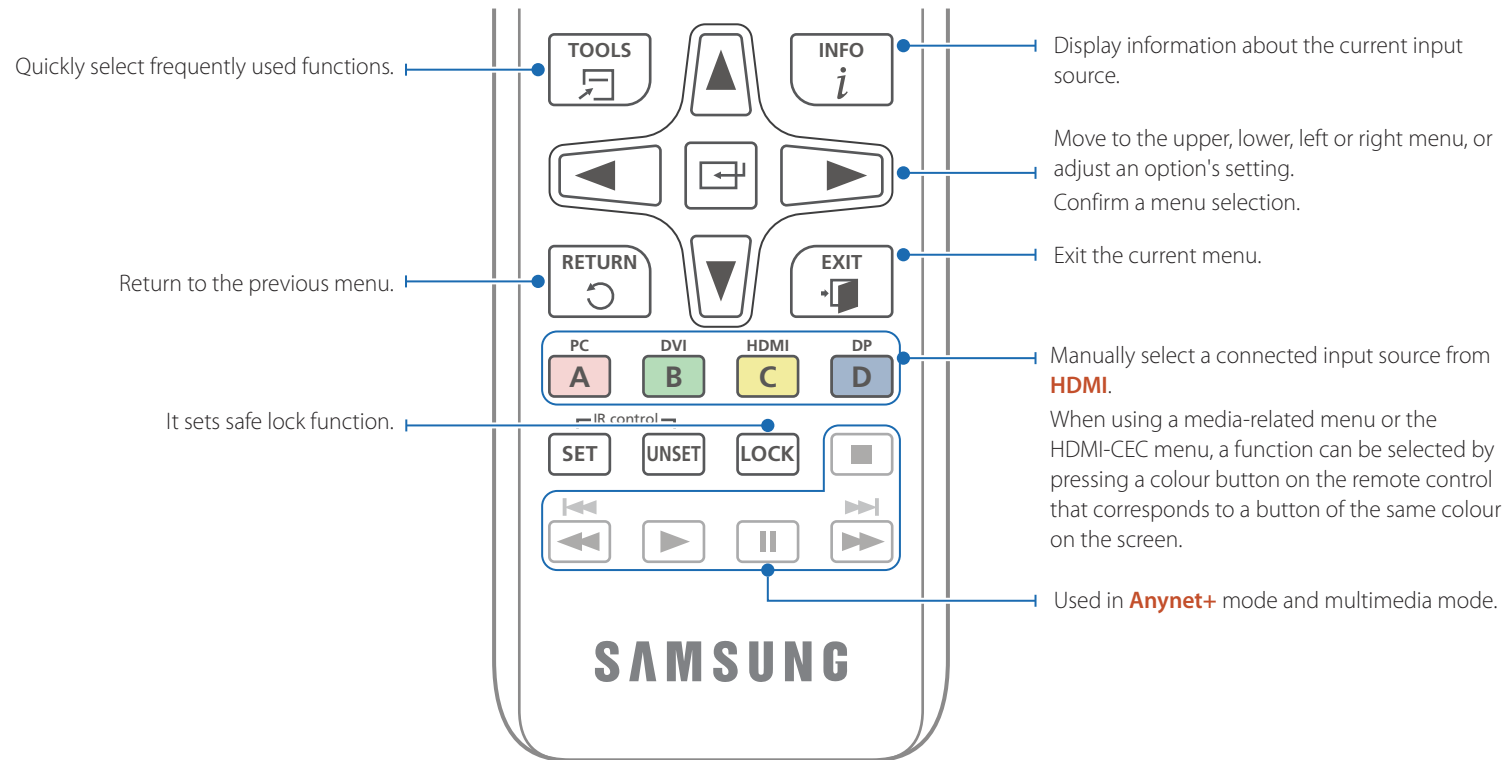 TOOLS
INFO
i
Quickly select frequently used functions.
Display information about the current input
source.
Move to the upper, lower, left or right menu, or
adjust an option's setting.
Confirm a menu selection.
RETURN
EXIT
Return to the previous menu.
Exit the current menu.
PC DVI HDMI DP
A B C D
Manually select a connected input source from
HDMI.
When using a media-related menu or the
HDMI-CEC menu, a function can be selected by
pressing a colour button on the remote control
that corresponds to a button of the same colour
on the screen.
It sets safe lock function.
IR control
SET UNSET LOCK
Used in Anynet+ mode and multimedia mode.
SAMSUNG